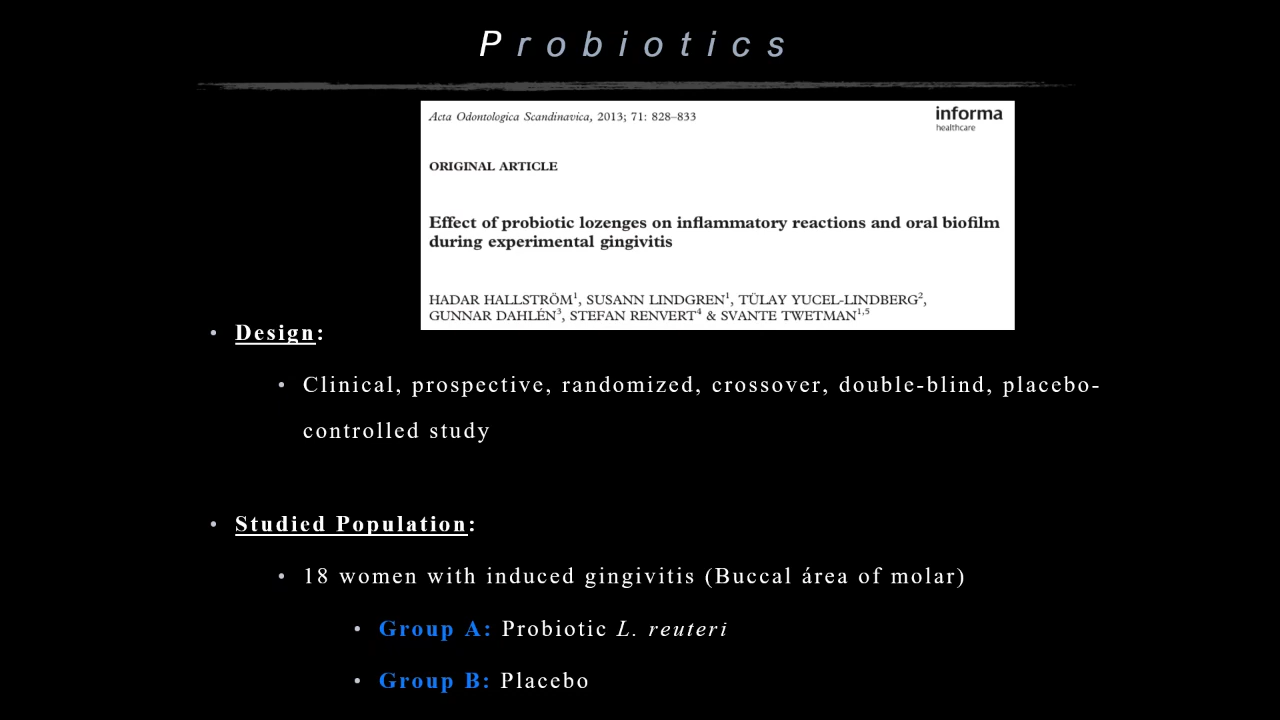 Probiotics
Acta Odontologica Scandinavica, 2013; 71: 828–833
informa
healthcare
ORIGINAL ARTICLE
Effect of probiotic lozenges on inflammatory reactions and oral biofilm
during experimental gingivitis
HADAR HALLSTRÖM1, SUSANN LINDGREN1, TÜLAY YUCEL-LINDBERG2,
GUNNAR DAHLÉN3, STEFAN RENVERT4 & SVANTE TWETMAN1,5
• Design:
• Clinical, prospective, randomized, crossover, double-blind, placebo-
controlled study
• Studied Population:
• 18 women with induced gingivitis (Buccal área of molar)
• Group A: Probiotic L. reuteri
• Group B: Placebo